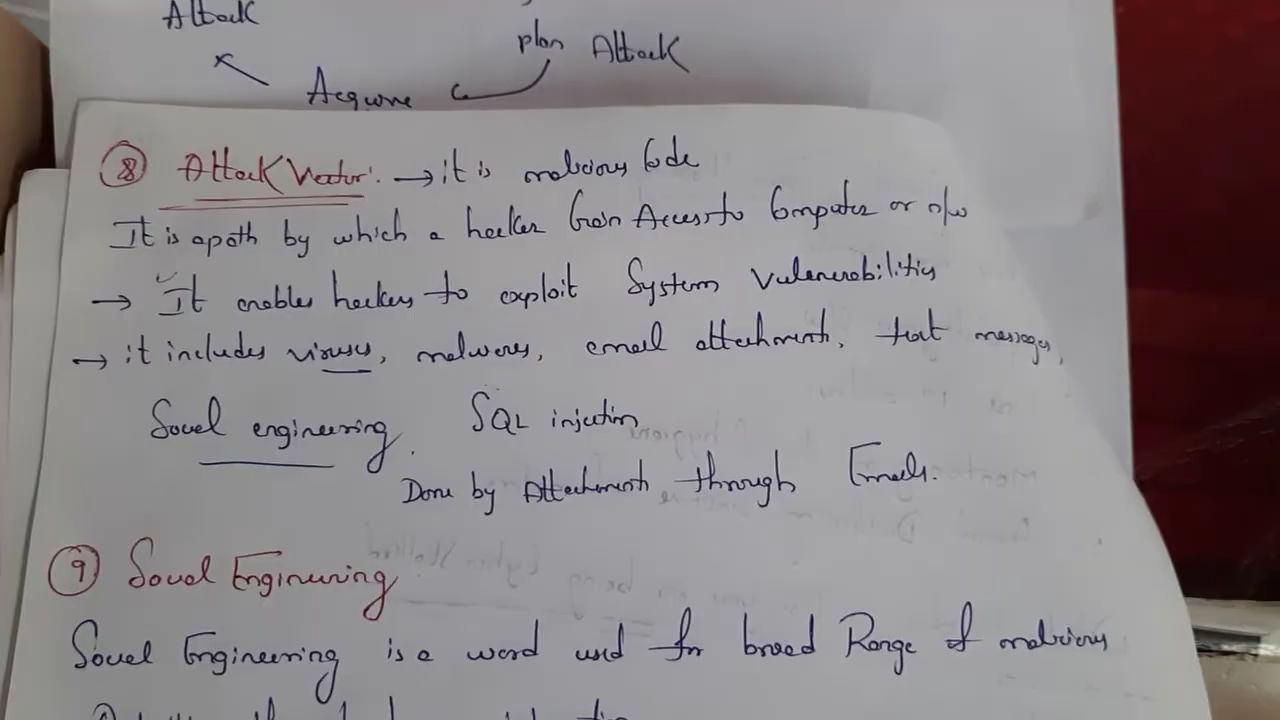 Attack
plan Attack
Acquire
⑧ Attack Vector: → it is malicious Code
It is a path by which a hacker Gain Access to Computer or n/w
→ It enables hackers to exploit System Vulnerabilities
→ it includes viruses, malwares, email attachments, text messages,
Social engineering, SQL injection
Done by Attachments through Emails.
⑨ Social Engineering
Social Engineering is a word used for broad Range of malicious